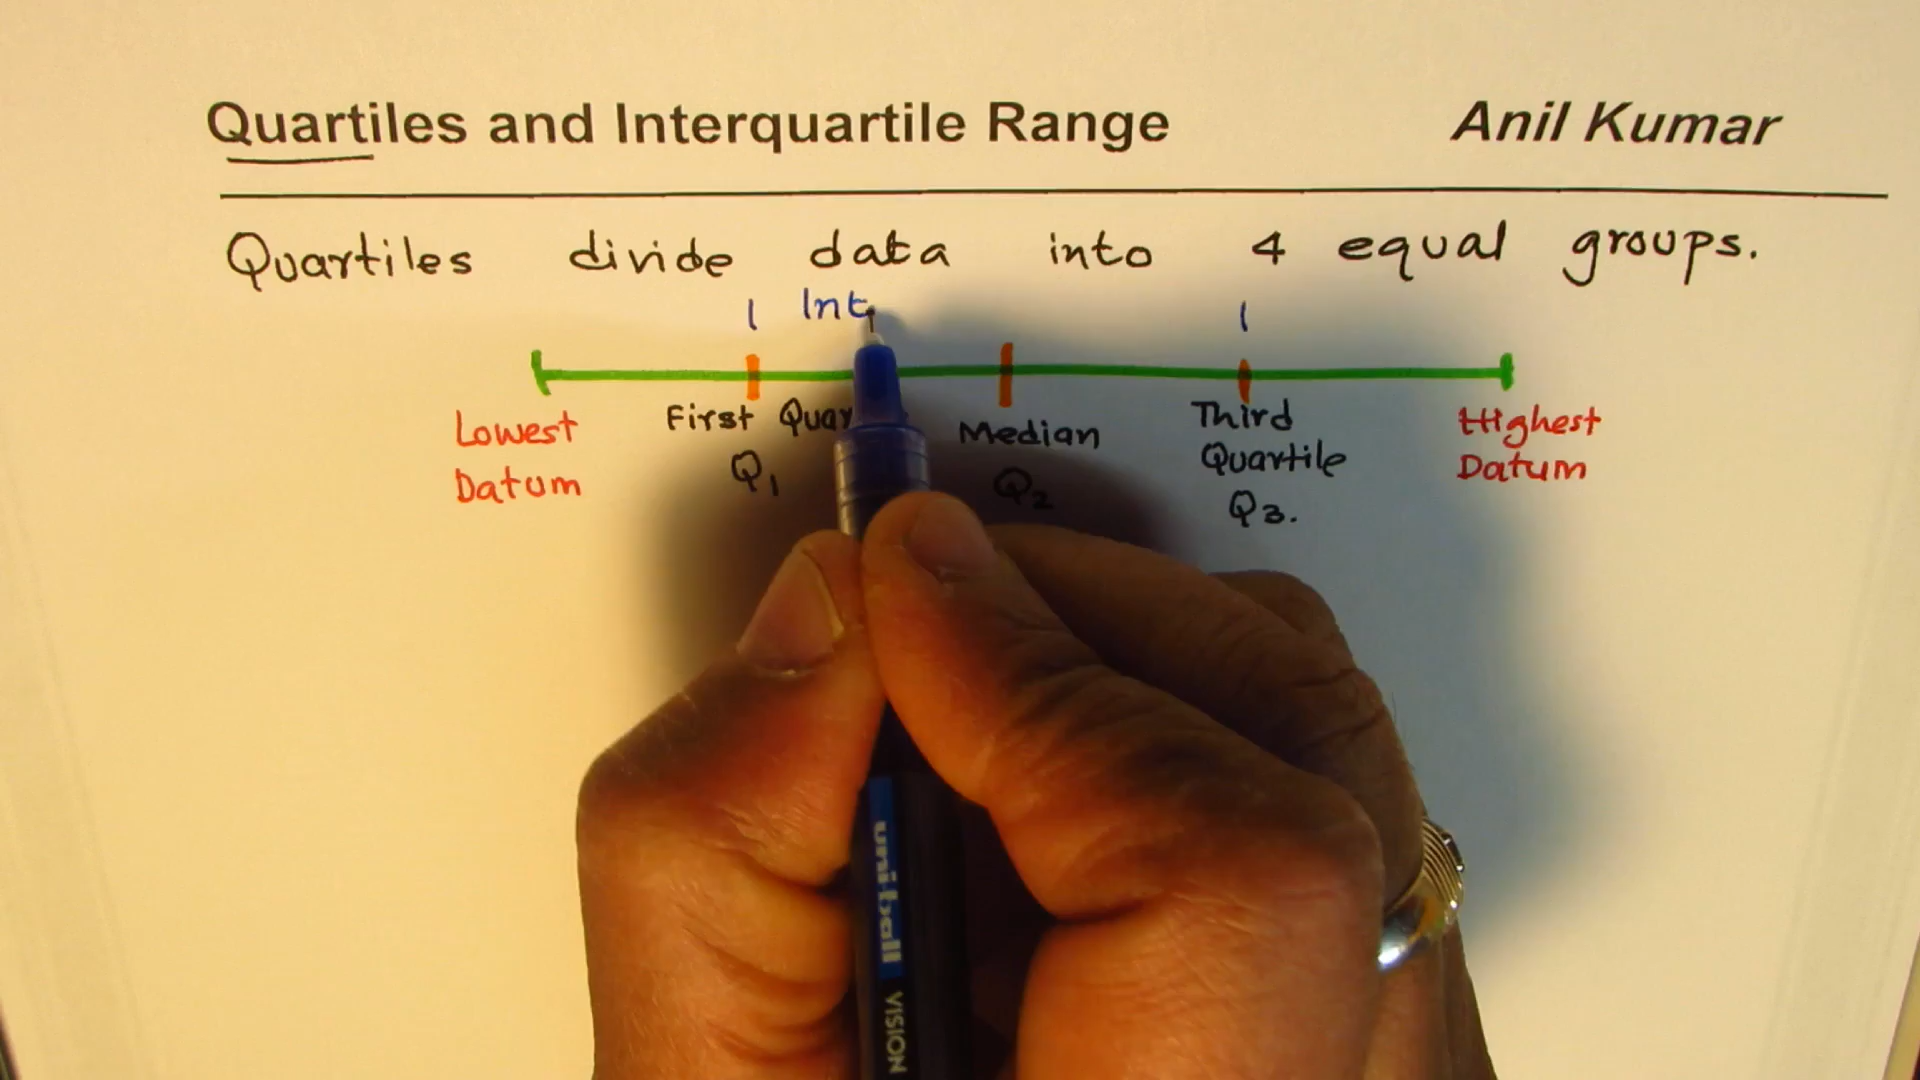 Quartiles and Interquartile Range Anil Kumar
Quartiles divide data into 4 equal groups.
Int
Lowest Datum
First Quar
Q1
Median
Q2
Third Quartile
Q3.
Highest Datum
uni-ball
VISION